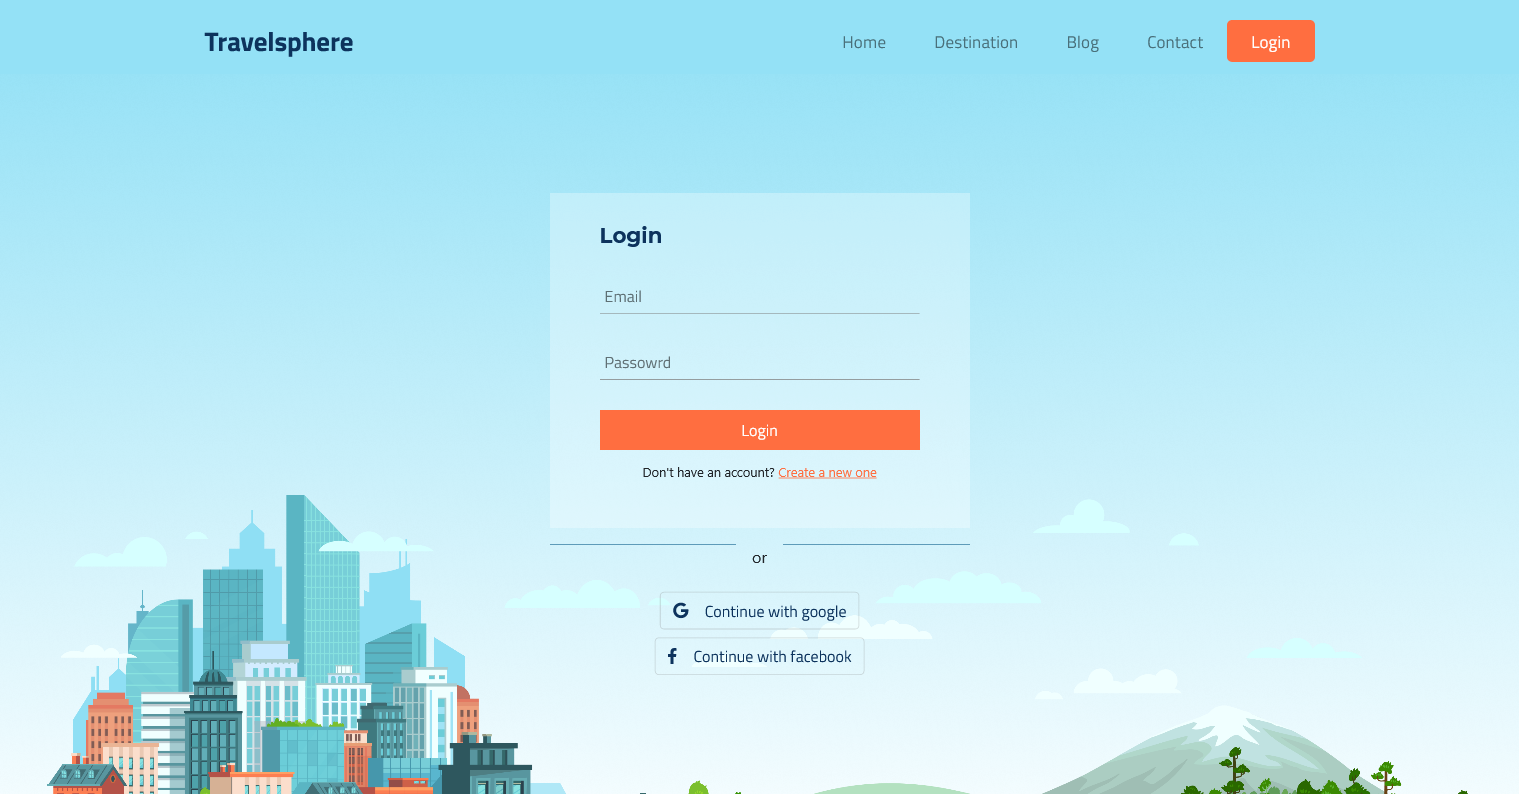 Travelsphere
Home Destination Blog Contact Login
Login
Email
Passowrd
Login
Don't have an account? Create a new one
or
G Continue with google
f Continue with facebook